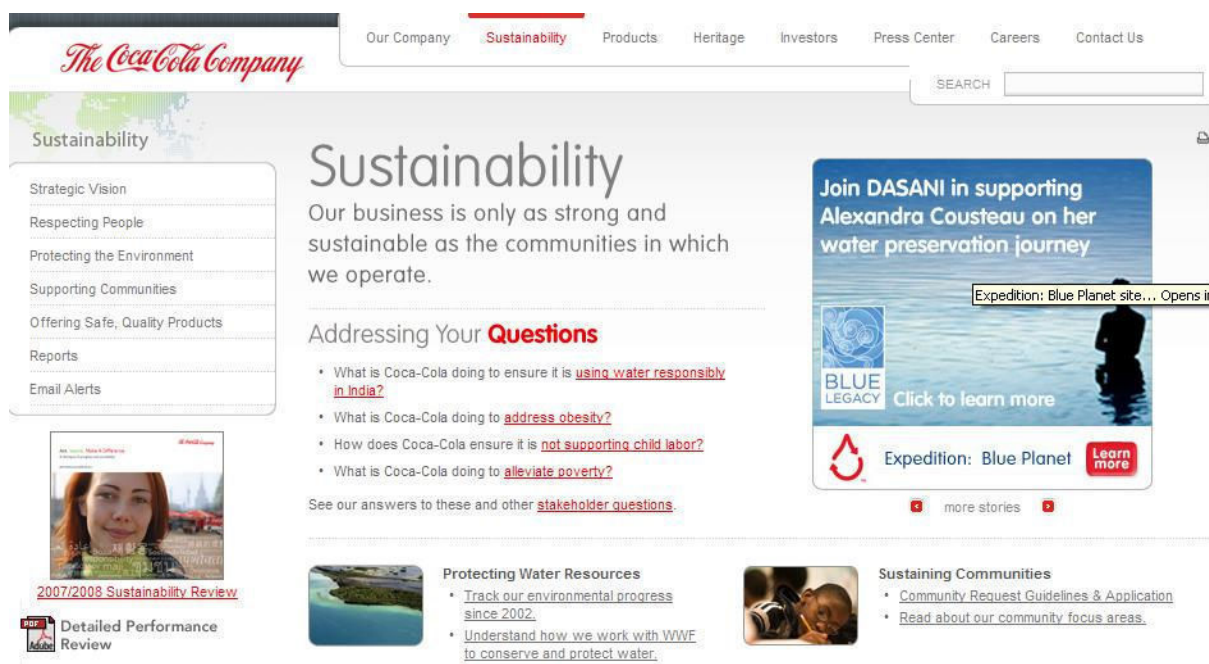 The Coca-Cola Company
Our Company Sustainability Products Heritage Investors Press Center Careers Contact Us
SEARCH
Sustainability
Strategic Vision
Respecting People
Protecting the Environment
Supporting Communities
Offering Safe, Quality Products
Reports
Email Alerts
2007/2008 Sustainability Review
PDF
Adobe
Detailed Performance
Review
Sustainability
Our business is only as strong and
sustainable as the communities in which
we operate.
Addressing Your Questions
• What is Coca-Cola doing to ensure it is using water responsibly
in India?
• What is Coca-Cola doing to address obesity?
• How does Coca-Cola ensure it is not supporting child labor?
• What is Coca-Cola doing to alleviate poverty?
See our answers to these and other stakeholder questions.
Join DASANI in supporting
Alexandra Cousteau on her
water preservation journey
Expedition: Blue Planet site... Opens in
BLUE
LEGACY
Click to learn more
Expedition: Blue Planet
Learn
more
more stories
Protecting Water Resources
• Track our environmental progress
since 2002.
• Understand how we work with WWF
to conserve and protect water.
Sustaining Communities
• Community Request Guidelines & Application
• Read about our community focus areas.